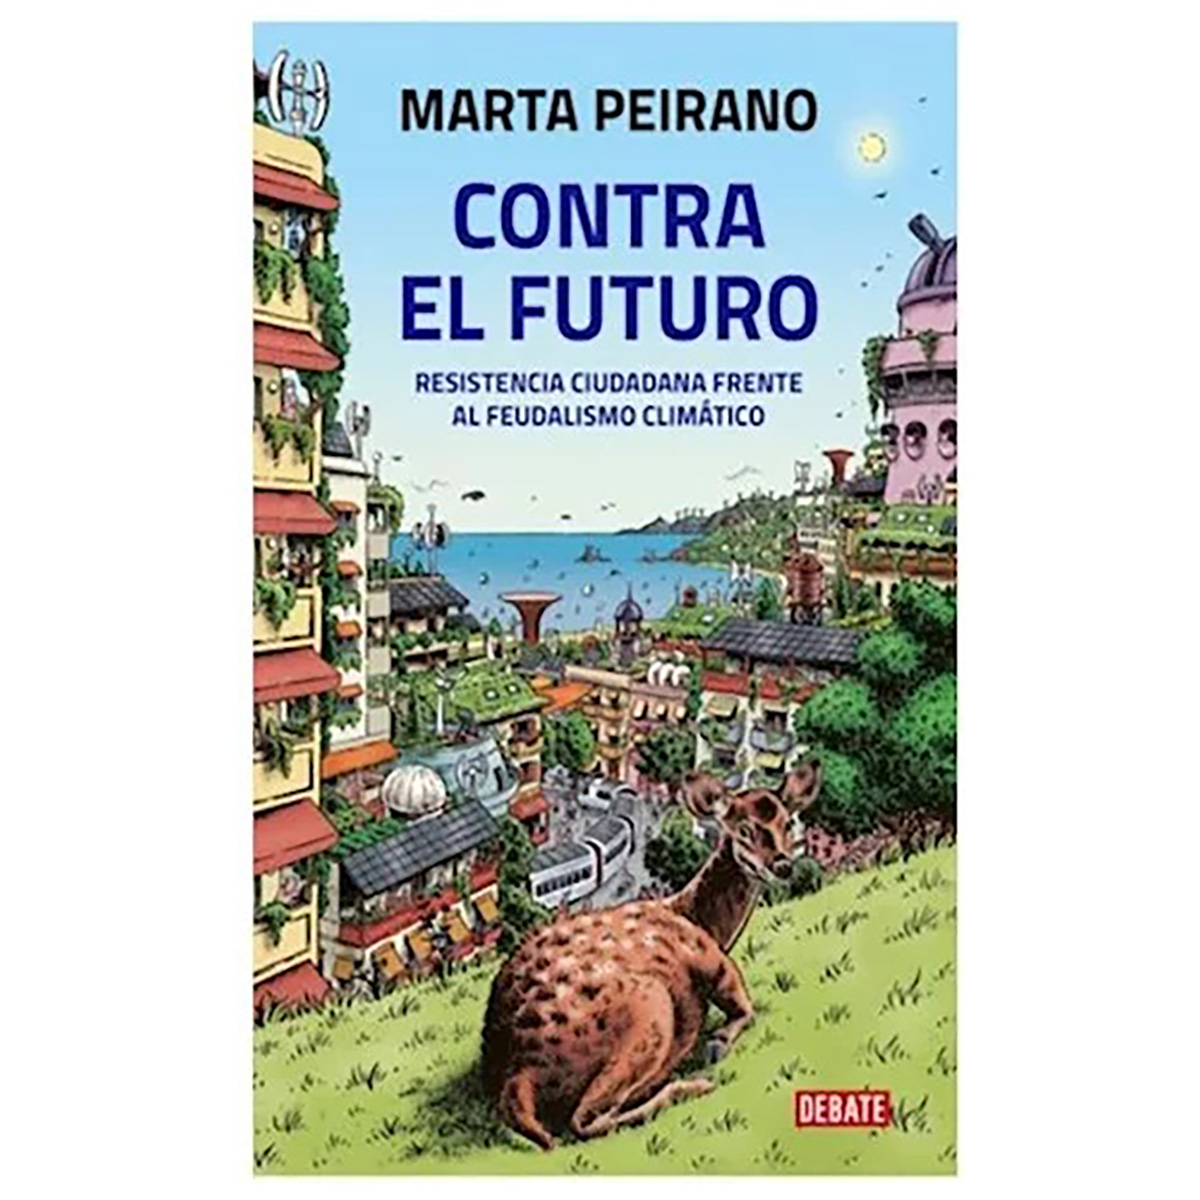 MARTA PEIRANO
CONTRA
EL FUTURO
RESISTENCIA CIUDADANA FRENTE
AL FEUDALISMO CLIMÁTICO
DEBATE